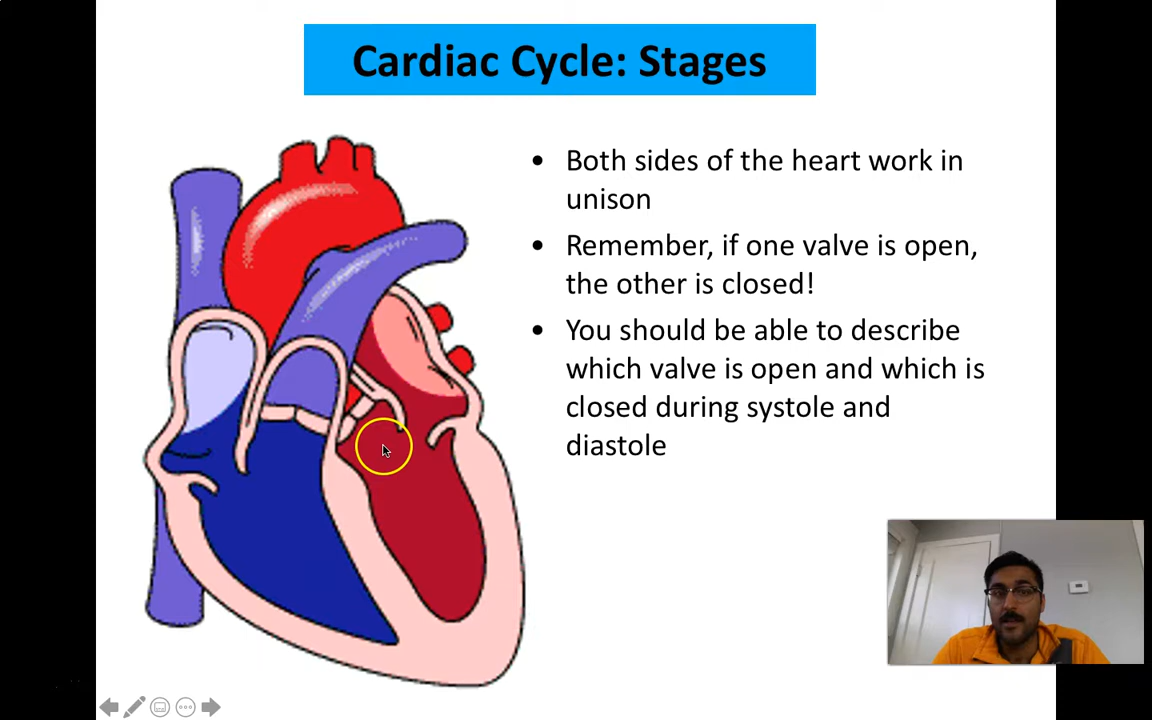 Cardiac Cycle: Stages
• Both sides of the heart work in
unison
• Remember, if one valve is open,
the other is closed!
• You should be able to describe
which valve is open and which is
closed during systole and
diastole